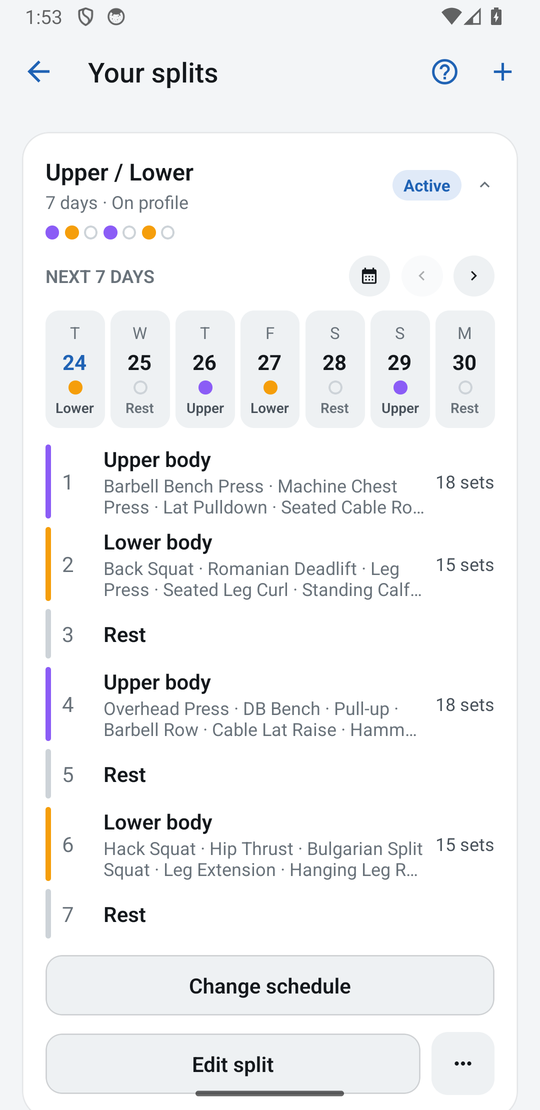 1:53
Your splits
Upper / Lower
7 days · On profile
Active
NEXT 7 DAYS
T W T F S S M
24 25 26 27 28 29 30
Lower Rest Upper Lower Rest Upper Rest
1
Upper body
Barbell Bench Press · Machine Chest
Press · Lat Pulldown · Seated Cable Ro...
18 sets
2
Lower body
Back Squat · Romanian Deadlift · Leg
Press · Seated Leg Curl · Standing Calf...
15 sets
3
Rest
4
Upper body
Overhead Press · DB Bench · Pull-up ·
Barbell Row · Cable Lat Raise · Hamm...
18 sets
5
Rest
6
Lower body
Hack Squat · Hip Thrust · Bulgarian Split
Squat · Leg Extension · Hanging Leg R...
15 sets
7
Rest
Change schedule
Edit split